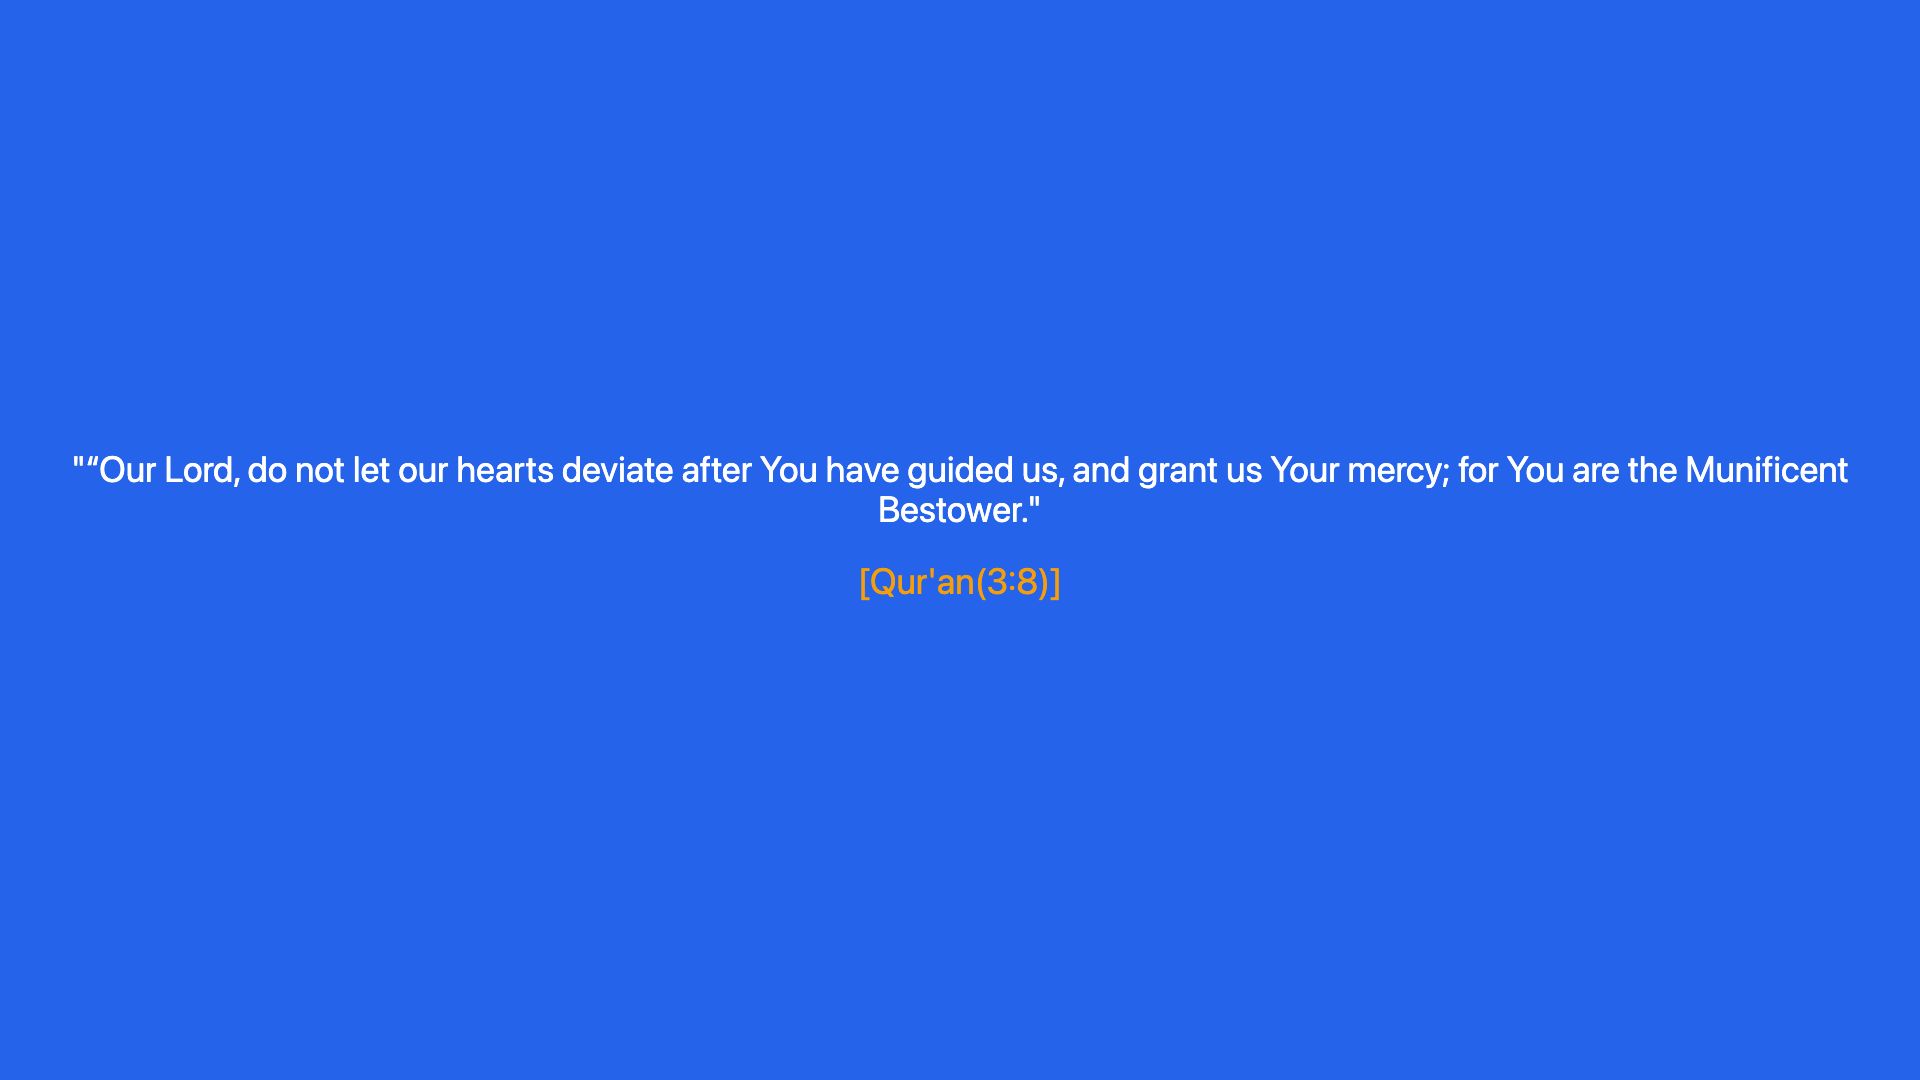 "“Our Lord, do not let our hearts deviate after You have guided us, and grant us Your mercy; for You are the Munificent
Bestower."
[Qur'an(3:8)]